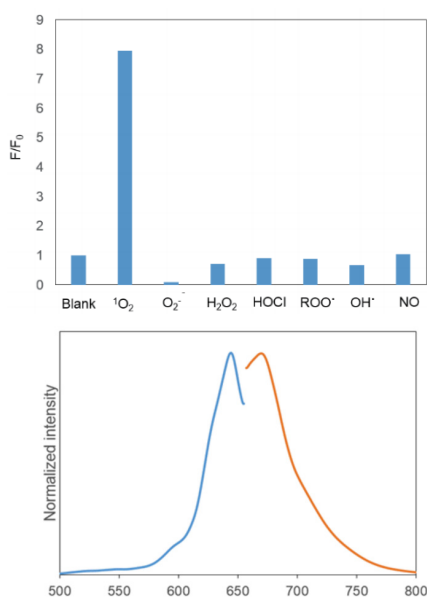 9
8
7
6
5
4
3
2
1
0
F/F₀
Blank ¹O₂ O₂⁻· H₂O₂ HOCl ROO· OH· NO
Normalized intensity
500 550 600 650 700 750 800